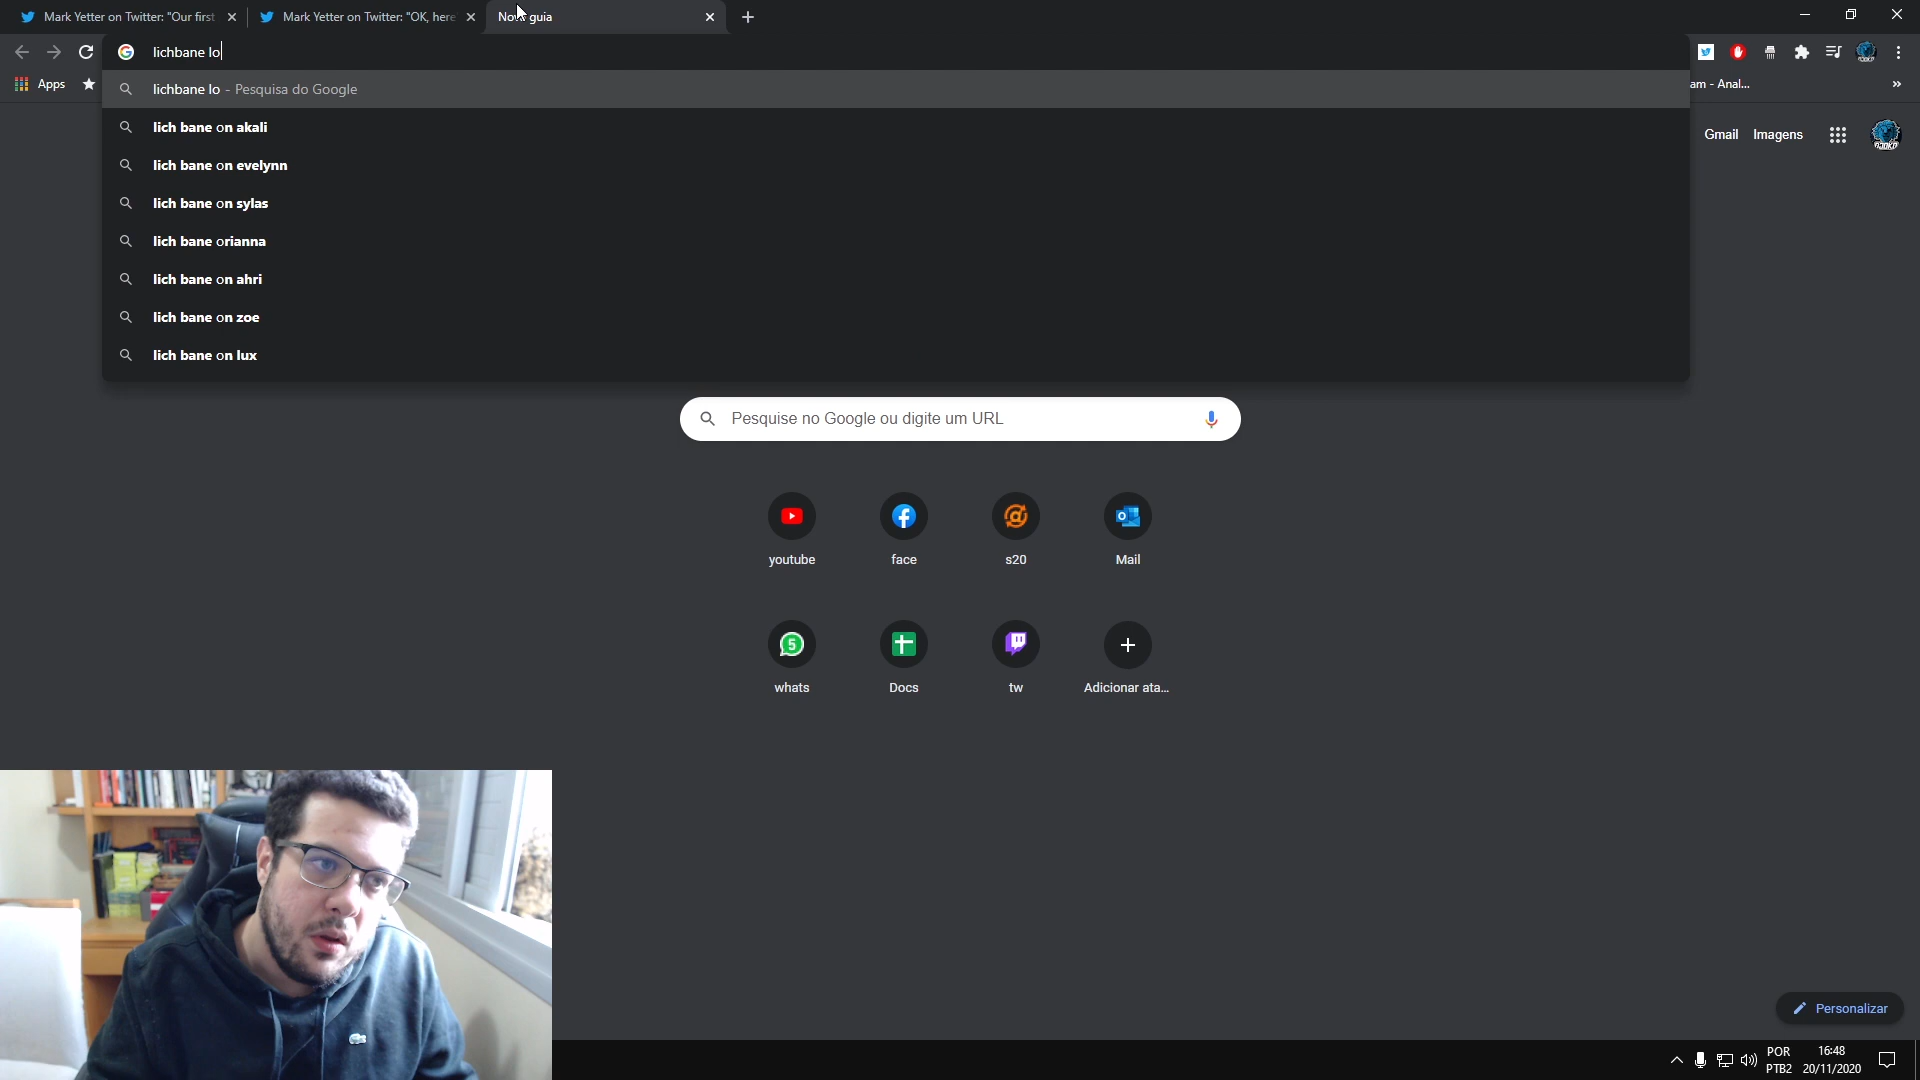 Mark Yetter on Twitter: "Our first
Mark Yetter on Twitter: "OK, here
guia
lichbane lo
Apps
am - Anal...
»
lichbane lo - Pesquisa do Google
lich bane on akali
lich bane on evelynn
lich bane on sylas
lich bane orianna
lich bane on ahri
lich bane on zoe
lich bane on lux
Gmail
Imagens
Pesquise no Google ou digite um URL
youtube
face
s20
Mail
whats
Docs
tw
Adicionar ata...
Personalizar
POR
PTB2
16:48
20/11/2020